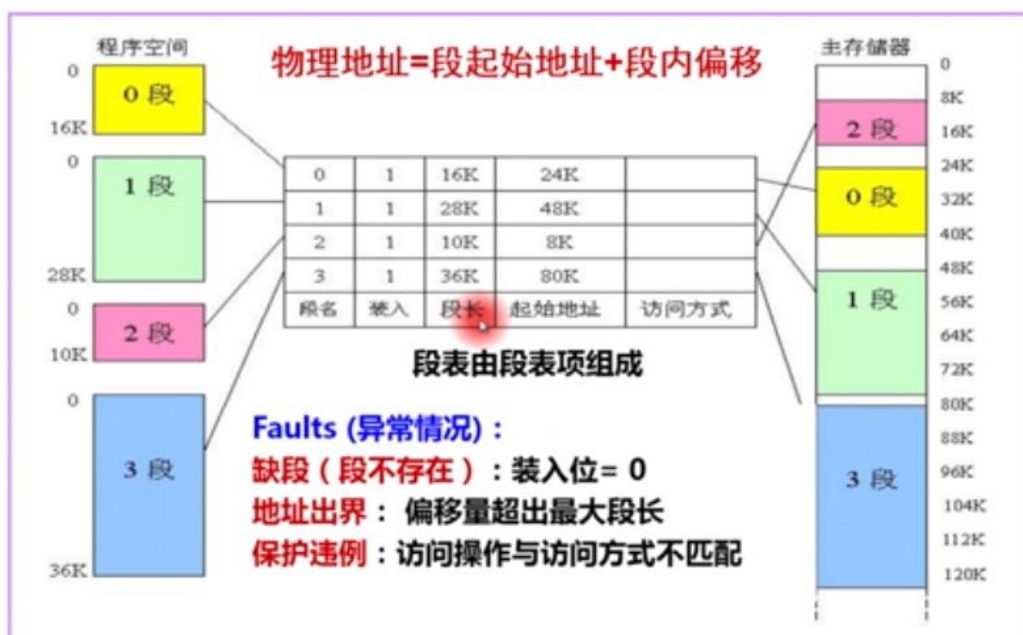 程序空间
物理地址=段起始地址+段内偏移
主存储器
0
0 段
16K
0
1 段
28K
0
2 段
10K
0
3 段
36K
0 1 16K 24K
1 1 28K 48K
2 1 10K 8K
3 1 36K 80K
段名 装入 段长 起始地址 访问方式
段表由段表项组成
Faults (异常情况) :
缺段 ( 段不存在 ) : 装入位= 0
地址出界 : 偏移量超出最大段长
保护违例 : 访问操作与访问方式不匹配
0
8K
2 段
16K
24K
0 段
32K
40K
48K
1 段
56K
64K
72K
80K
88K
3 段
96K
104K
112K
120K